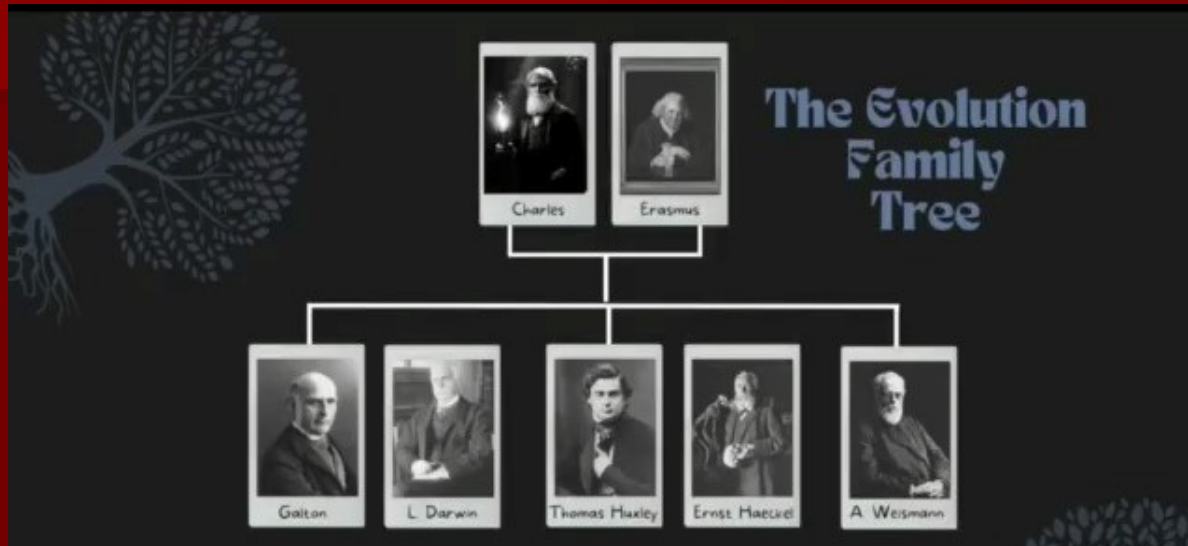 The Evolution
Family
Tree
Charles
Erasmus
Galton
L Darwin
Thomas Huxley
Ernst Haeckel
A Weismann